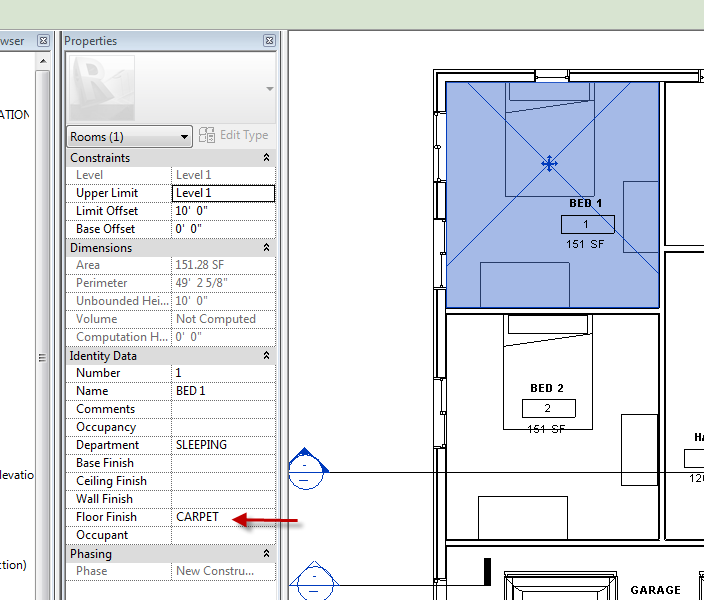 wser
Properties
ATION
Rooms (1)
Edit Type
Constraints
Level Level 1
Upper Limit Level 1
Limit Offset 10' 0"
Base Offset 0' 0"
Dimensions
Area 151.28 SF
Perimeter 49' 2 5/8"
Unbounded Hei... 10' 0"
Volume Not Computed
Computation H... 0' 0"
Identity Data
Number 1
Name BED 1
Comments
Occupancy
Department SLEEPING
Base Finish
Ceiling Finish
Wall Finish
Floor Finish CARPET
Occupant
Phasing
Phase New Constru...
levatio
ction)
BED 1
1
151 SF
BED 2
2
151 SF
HA
120
GARAGE